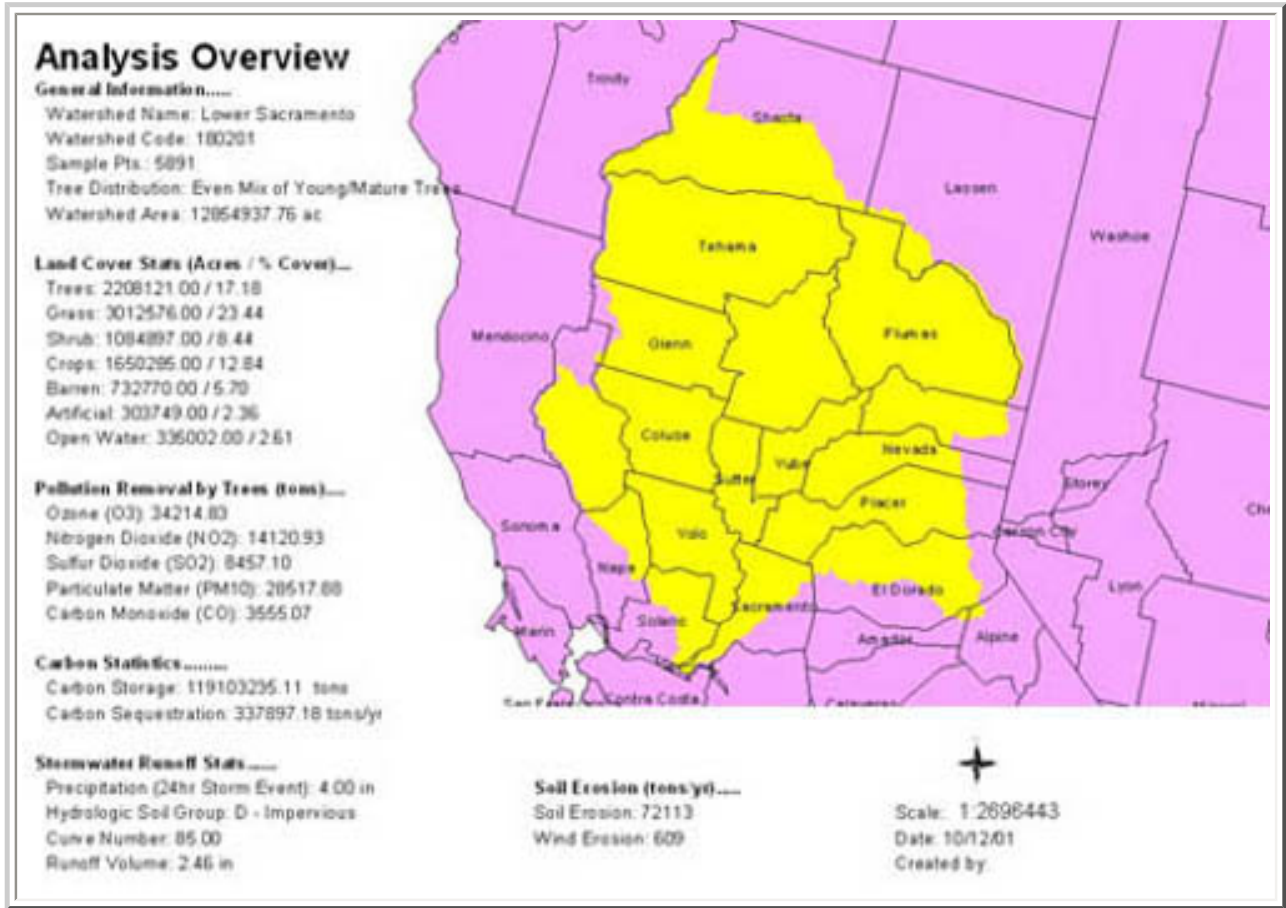 Analysis Overview
General Information.....
Watershed Name: Lower Sacramento
Watershed Code: 180201
Sample Pts.: 5891
Tree Distribution: Even Mix of Young/Mature Trees
Watershed Area: 12854937.76 ac
Land Cover Stats (Acres / % Cover)....
Trees: 2208121.00 / 17.18
Grass: 3012576.00 / 23.44
Shrub: 1084897.00 / 8.44
Crops: 1650295.00 / 12.84
Barren: 732770.00 / 5.70
Artificial: 303749.00 / 2.36
Open Water: 335002.00 / 2.61
Pollution Removal by Trees (tons)....
Ozone (O3): 34214.83
Nitrogen Dioxide (NO2): 14120.93
Sulfur Dioxide (SO2): 8457.10
Particulate Matter (PM10): 28517.88
Carbon Monoxide (CO): 3555.07
Carbon Statistics.........
Carbon Storage: 119103235.11 tons
Carbon Sequestration: 337897.18 tons/yr
Stormwater Runoff Stats......
Precipitation (24hr Storm Event): 4.00 in
Hydrologic Soil Group: D - Impervious
Curve Number: 85.00
Runoff Volume: 2.46 in
Soil Erosion (tons/yr).....
Soil Erosion: 72113
Wind Erosion: 609
Scale: 1:2696443
Date: 10/12/01
Created by:
Trinity
Shasta
Lassen
Washoe
Tehama
Mendocino
Glenn
Plumas
Colusa
Sutter
Yuba
Nevada
Placer
Storey
Carson City
Sonoma
Yolo
Napa
Lyon
El Dorado
Sacramento
Solano
Marin
Amador
Alpine
Contra Costa